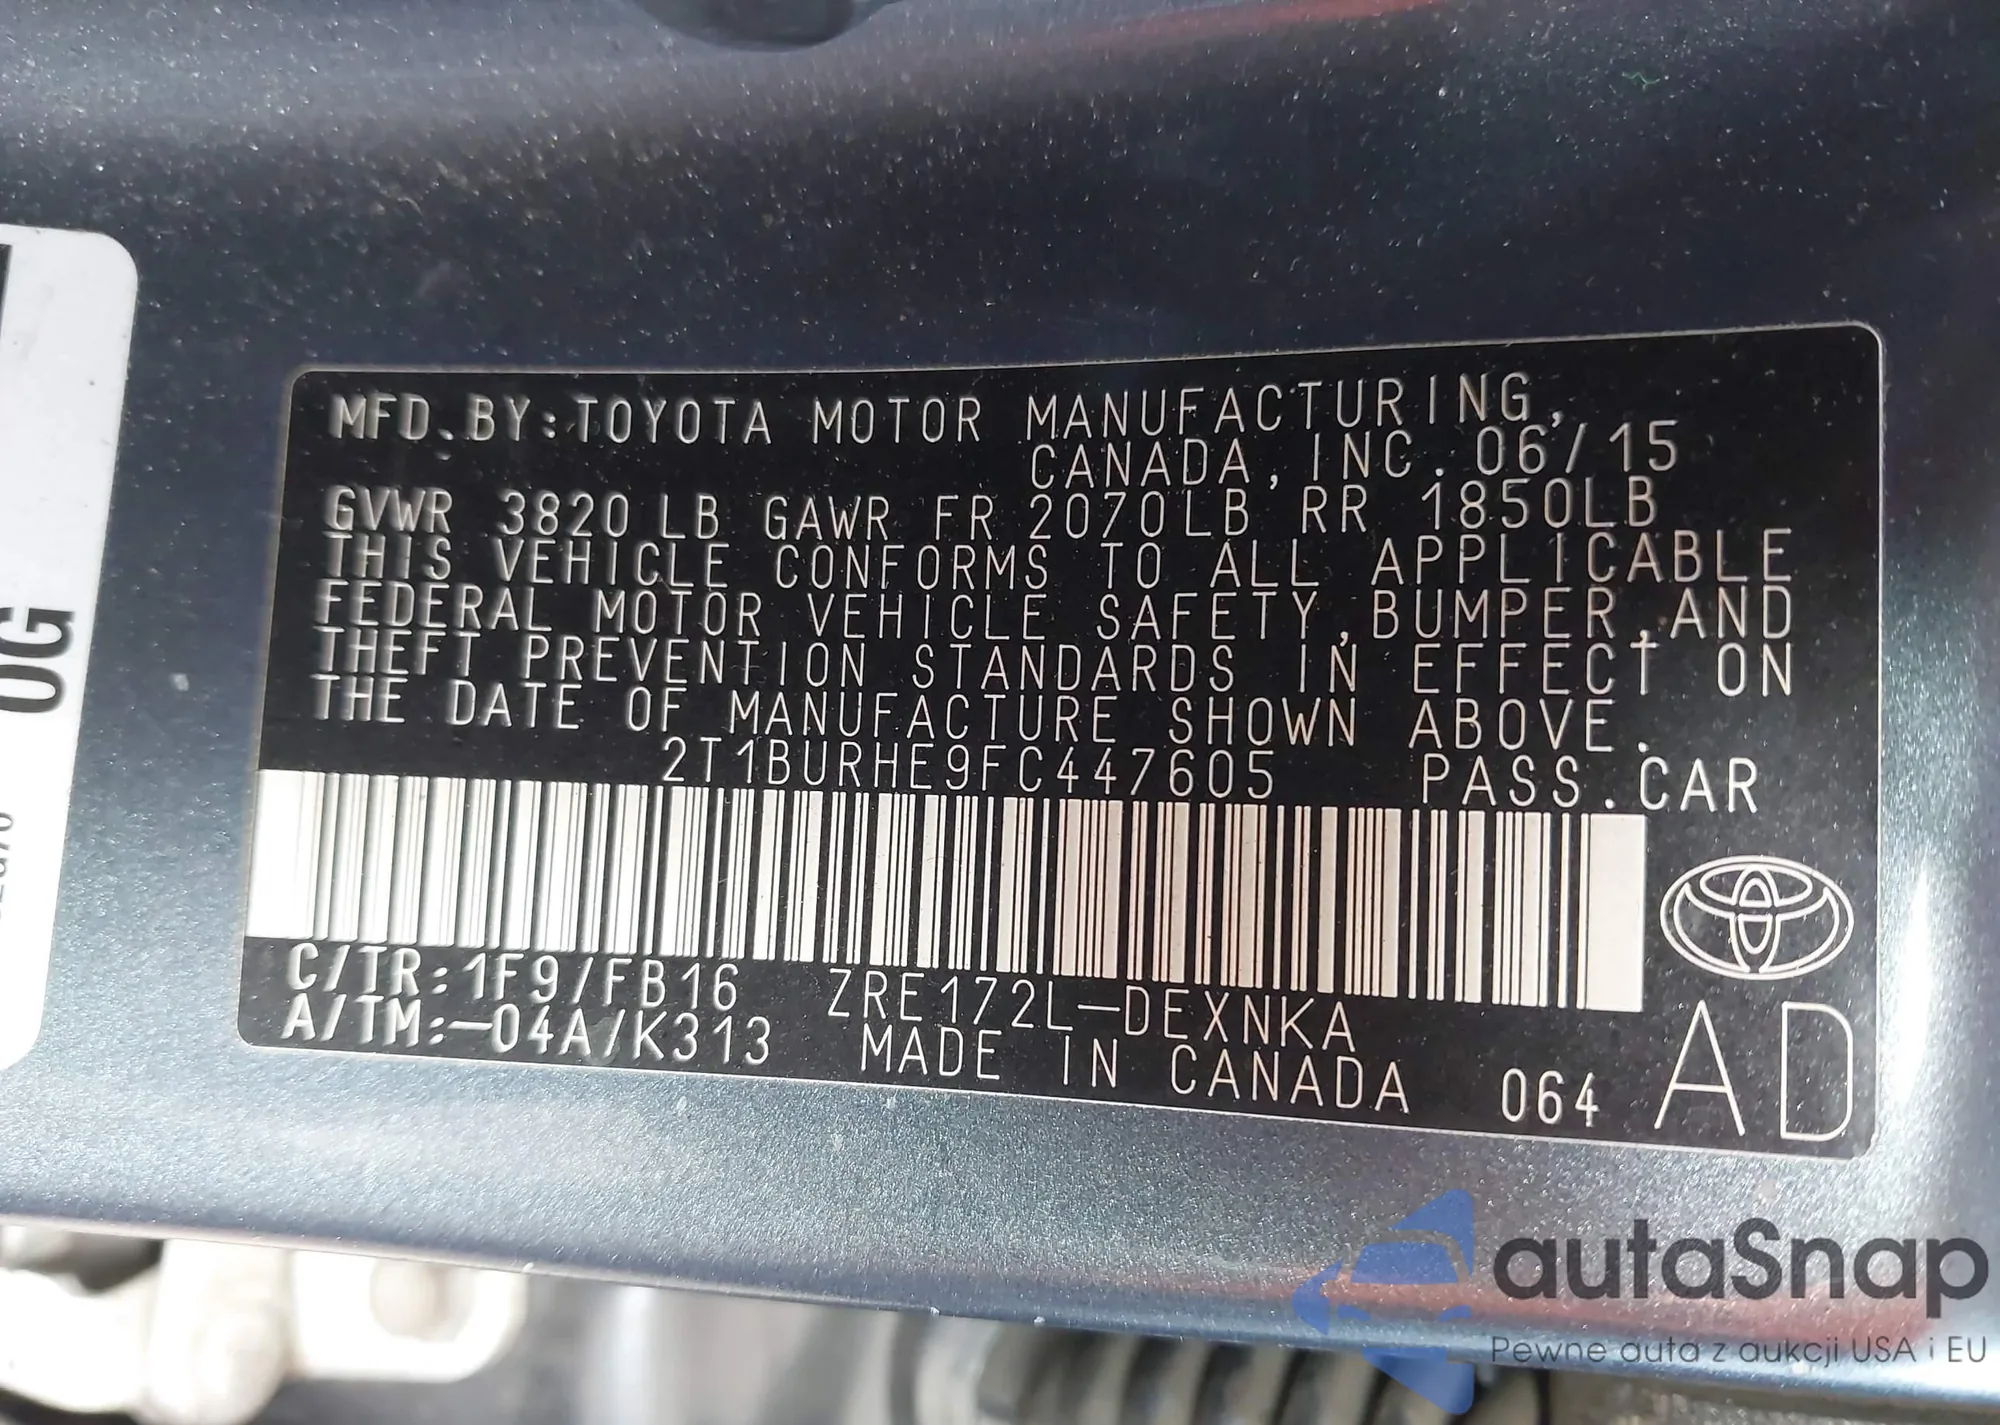 MFD. BY: TOYOTA MOTOR MANUFACTURING,
CANADA, INC. 06/15
GVWR 3820 LB GAWR FR 2070LB RR 1850LB
THIS VEHICLE CONFORMS TO ALL APPLICABLE
FEDERAL MOTOR VEHICLE SAFETY, BUMPER, AND
THEFT PREVENTION STANDARDS IN EFFECT ON
THE DATE OF MANUFACTURE SHOWN ABOVE.
2T1BURHE9FC447605 PASS. CAR
C/TR: 1F9/FB16 ZRE172L-DEXNKA
A/TM: -04A/K313 MADE IN CANADA 064 AD
0G
autaSnap
Pewne auta z aukcji USA i EU